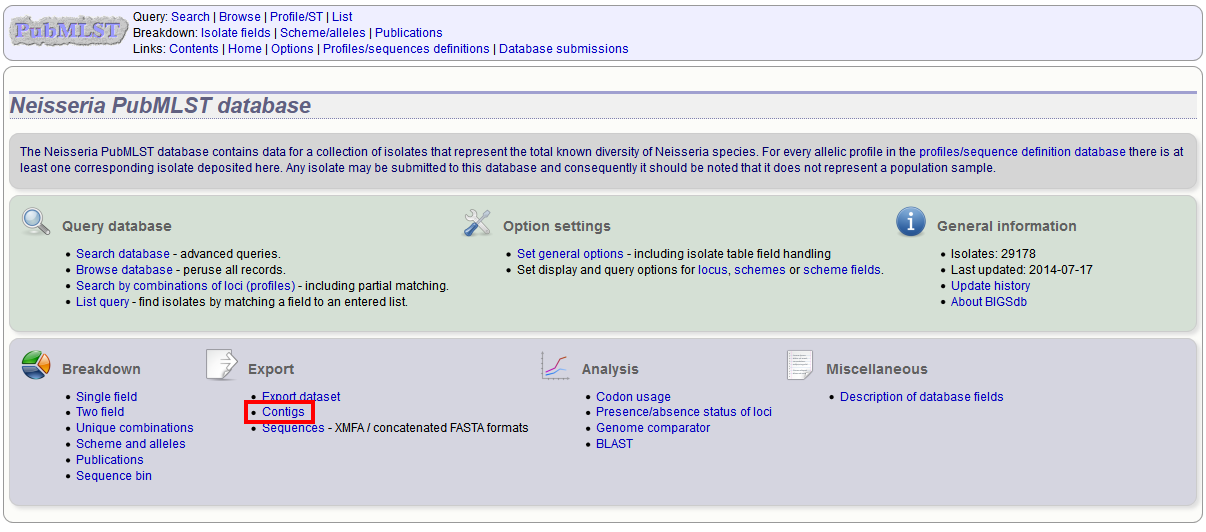 PubMLST
Query: Search | Browse | Profile/ST | List
Breakdown: Isolate fields | Scheme/alleles | Publications
Links: Contents | Home | Options | Profiles/sequences definitions | Database submissions
Neisseria PubMLST database
The Neisseria PubMLST database contains data for a collection of isolates that represent the total known diversity of Neisseria species. For every allelic profile in the profiles/sequence definition database there is at
least one corresponding isolate deposited here. Any isolate may be submitted to this database and consequently it should be noted that it does not represent a population sample.
Query database
• Search database - advanced queries.
• Browse database - peruse all records.
• Search by combinations of loci (profiles) - including partial matching.
• List query - find isolates by matching a field to an entered list.
Option settings
• Set general options - including isolate table field handling
• Set display and query options for locus, schemes or scheme fields.
General information
• Isolates: 29178
• Last updated: 2014-07-17
• Update history
• About BIGSdb
Breakdown
• Single field
• Two field
• Unique combinations
• Scheme and alleles
• Publications
• Sequence bin
Export
• Export dataset
• Contigs
• Sequences - XMFA / concatenated FASTA formats
Analysis
• Codon usage
• Presence/absence status of loci
• Genome comparator
• BLAST
Miscellaneous
• Description of database fields